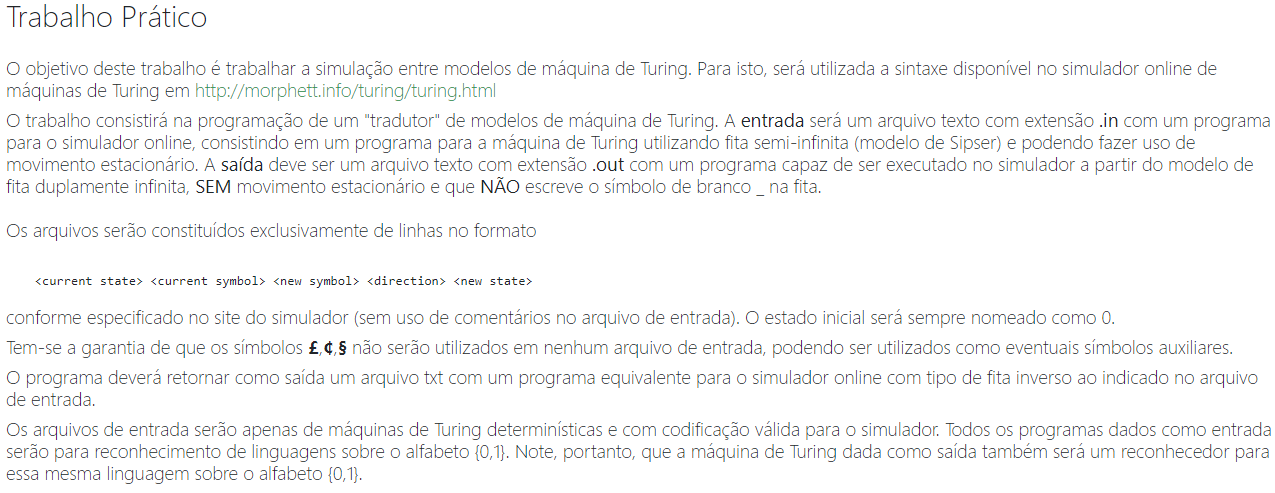 Trabalho Prático
O objetivo deste trabalho é trabalhar a simulação entre modelos de máquina de Turing. Para isto, será utilizada a sintaxe disponível no simulador online de
máquinas de Turing em http://morphett.info/turing/turing.html
O trabalho consistirá na programação de um "tradutor" de modelos de máquina de Turing. A entrada será um arquivo texto com extensão .in com um programa
para o simulador online, consistindo em um programa para a máquina de Turing utilizando fita semi-infinita (modelo de Sipser) e podendo fazer uso de
movimento estacionário. A saída deve ser um arquivo texto com extensão .out com um programa capaz de ser executado no simulador a partir do modelo de
fita duplamente infinita, SEM movimento estacionário e que NÃO escreve o símbolo de branco _ na fita.
Os arquivos serão constituídos exclusivamente de linhas no formato
<current state> <current symbol> <new symbol> <direction> <new state>
conforme especificado no site do simulador (sem uso de comentários no arquivo de entrada). O estado inicial será sempre nomeado como 0.
Tem-se a garantia de que os símbolos £,¢,§ não serão utilizados em nenhum arquivo de entrada, podendo ser utilizados como eventuais símbolos auxiliares.
O programa deverá retornar como saída um arquivo txt com um programa equivalente para o simulador online com tipo de fita inverso ao indicado no arquivo
de entrada.
Os arquivos de entrada serão apenas de máquinas de Turing determinísticas e com codificação válida para o simulador. Todos os programas dados como entrada
serão para reconhecimento de linguagens sobre o alfabeto {0,1}. Note, portanto, que a máquina de Turing dada como saída também será um reconhecedor para
essa mesma linguagem sobre o alfabeto {0,1}.